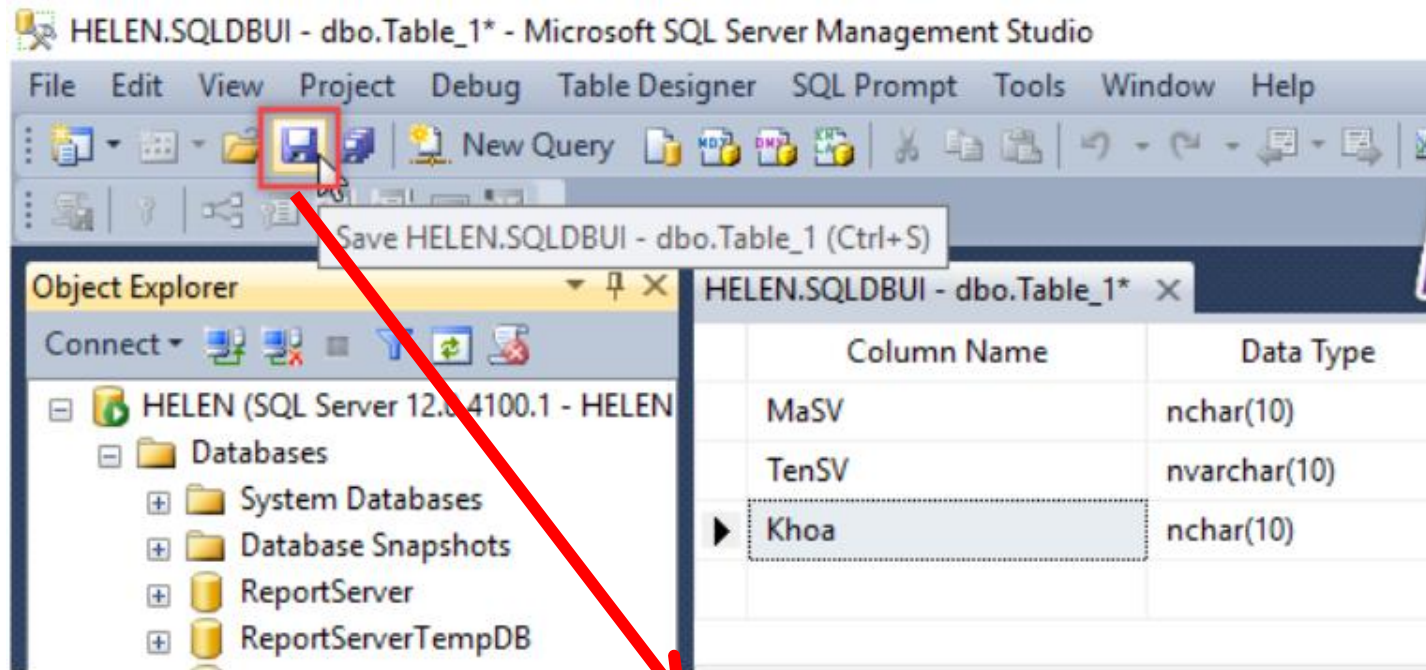 HELEN.SQLDBUI - dbo.Table_1* - Microsoft SQL Server Management Studio
File Edit View Project Debug Table Designer SQL Prompt Tools Window Help
New Query
Save HELEN.SQLDBUI - dbo.Table_1 (Ctrl+S)
Object Explorer
Connect
HELEN (SQL Server 12.0.4100.1 - HELEN
Databases
System Databases
Database Snapshots
ReportServer
ReportServerTempDB
HELEN.SQLDBUI - dbo.Table_1*
Column Name Data Type
MaSV nchar(10)
TenSV nvarchar(10)
Khoa nchar(10)